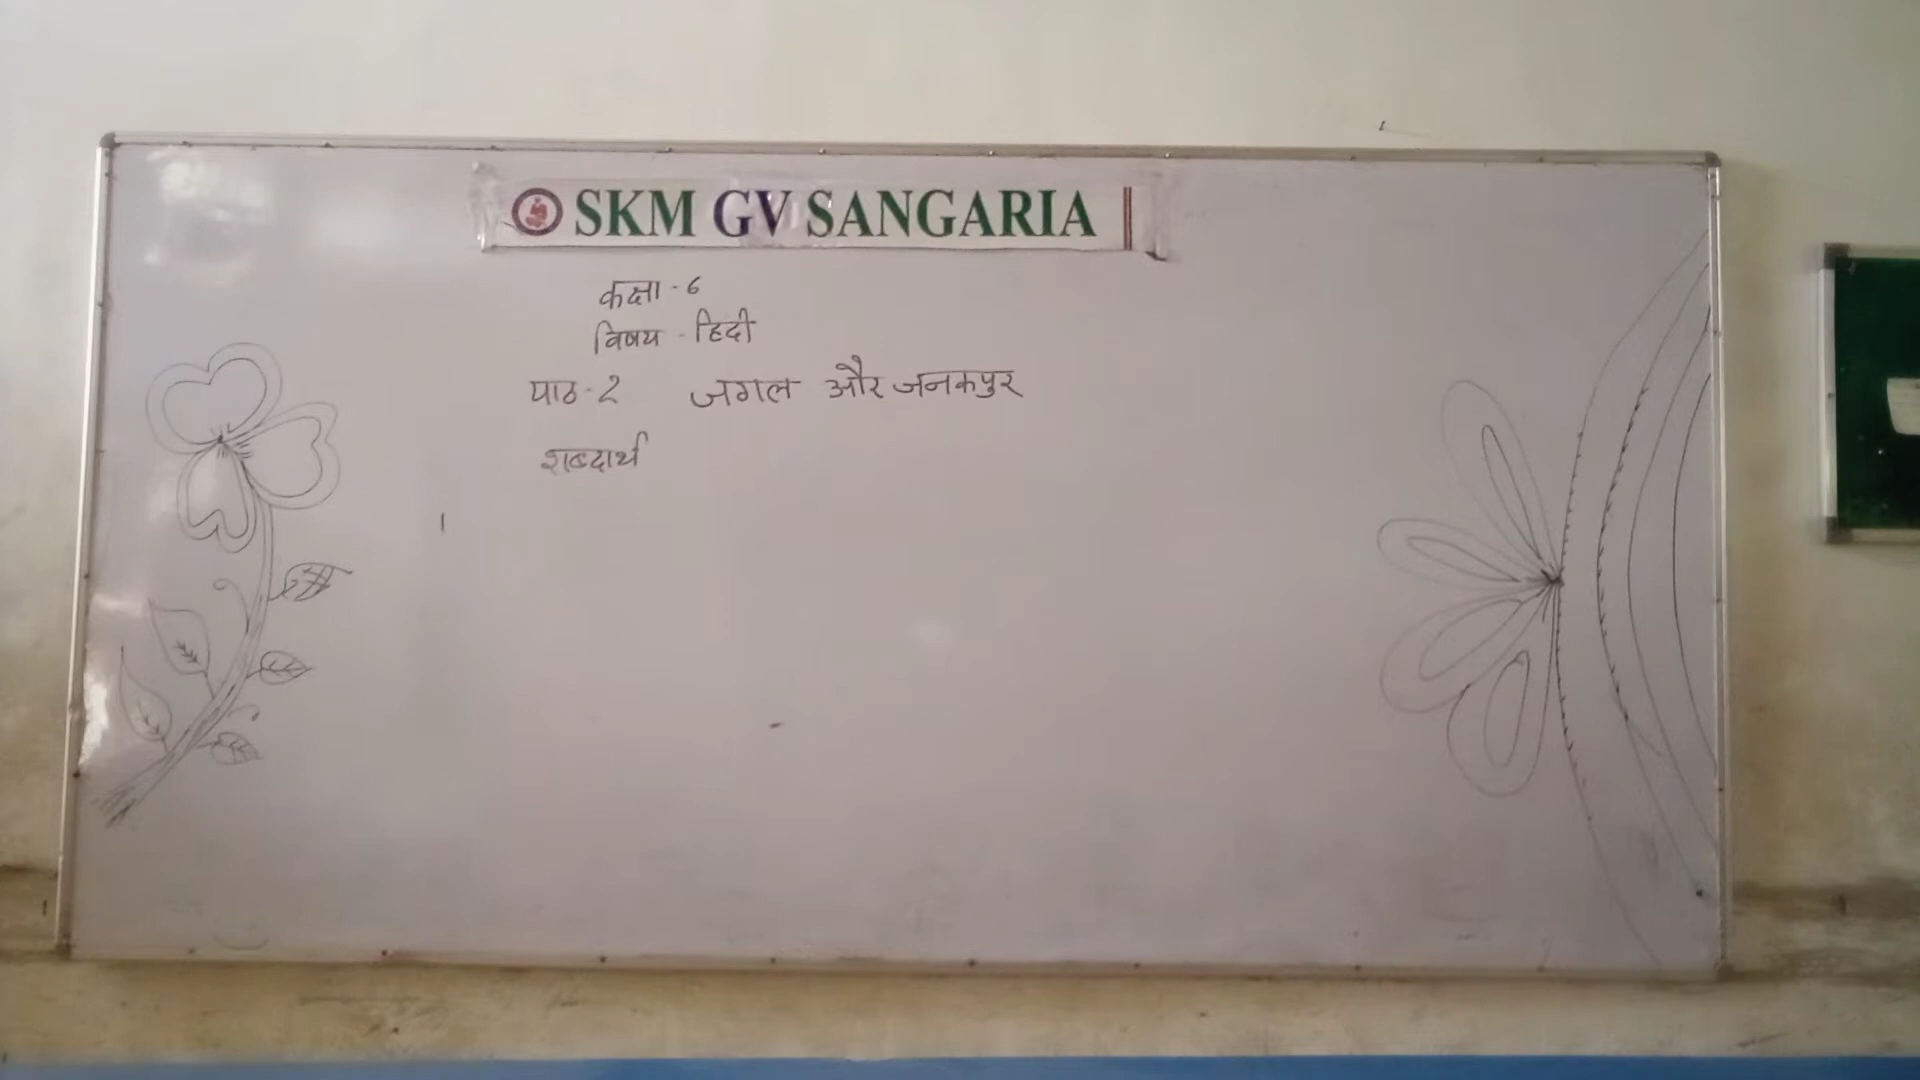 SKM GV SANGARIA
कक्षा - 6
विषय - हिदी
पाठ - 2 जगल और जनकपुर
शब्दार्थ